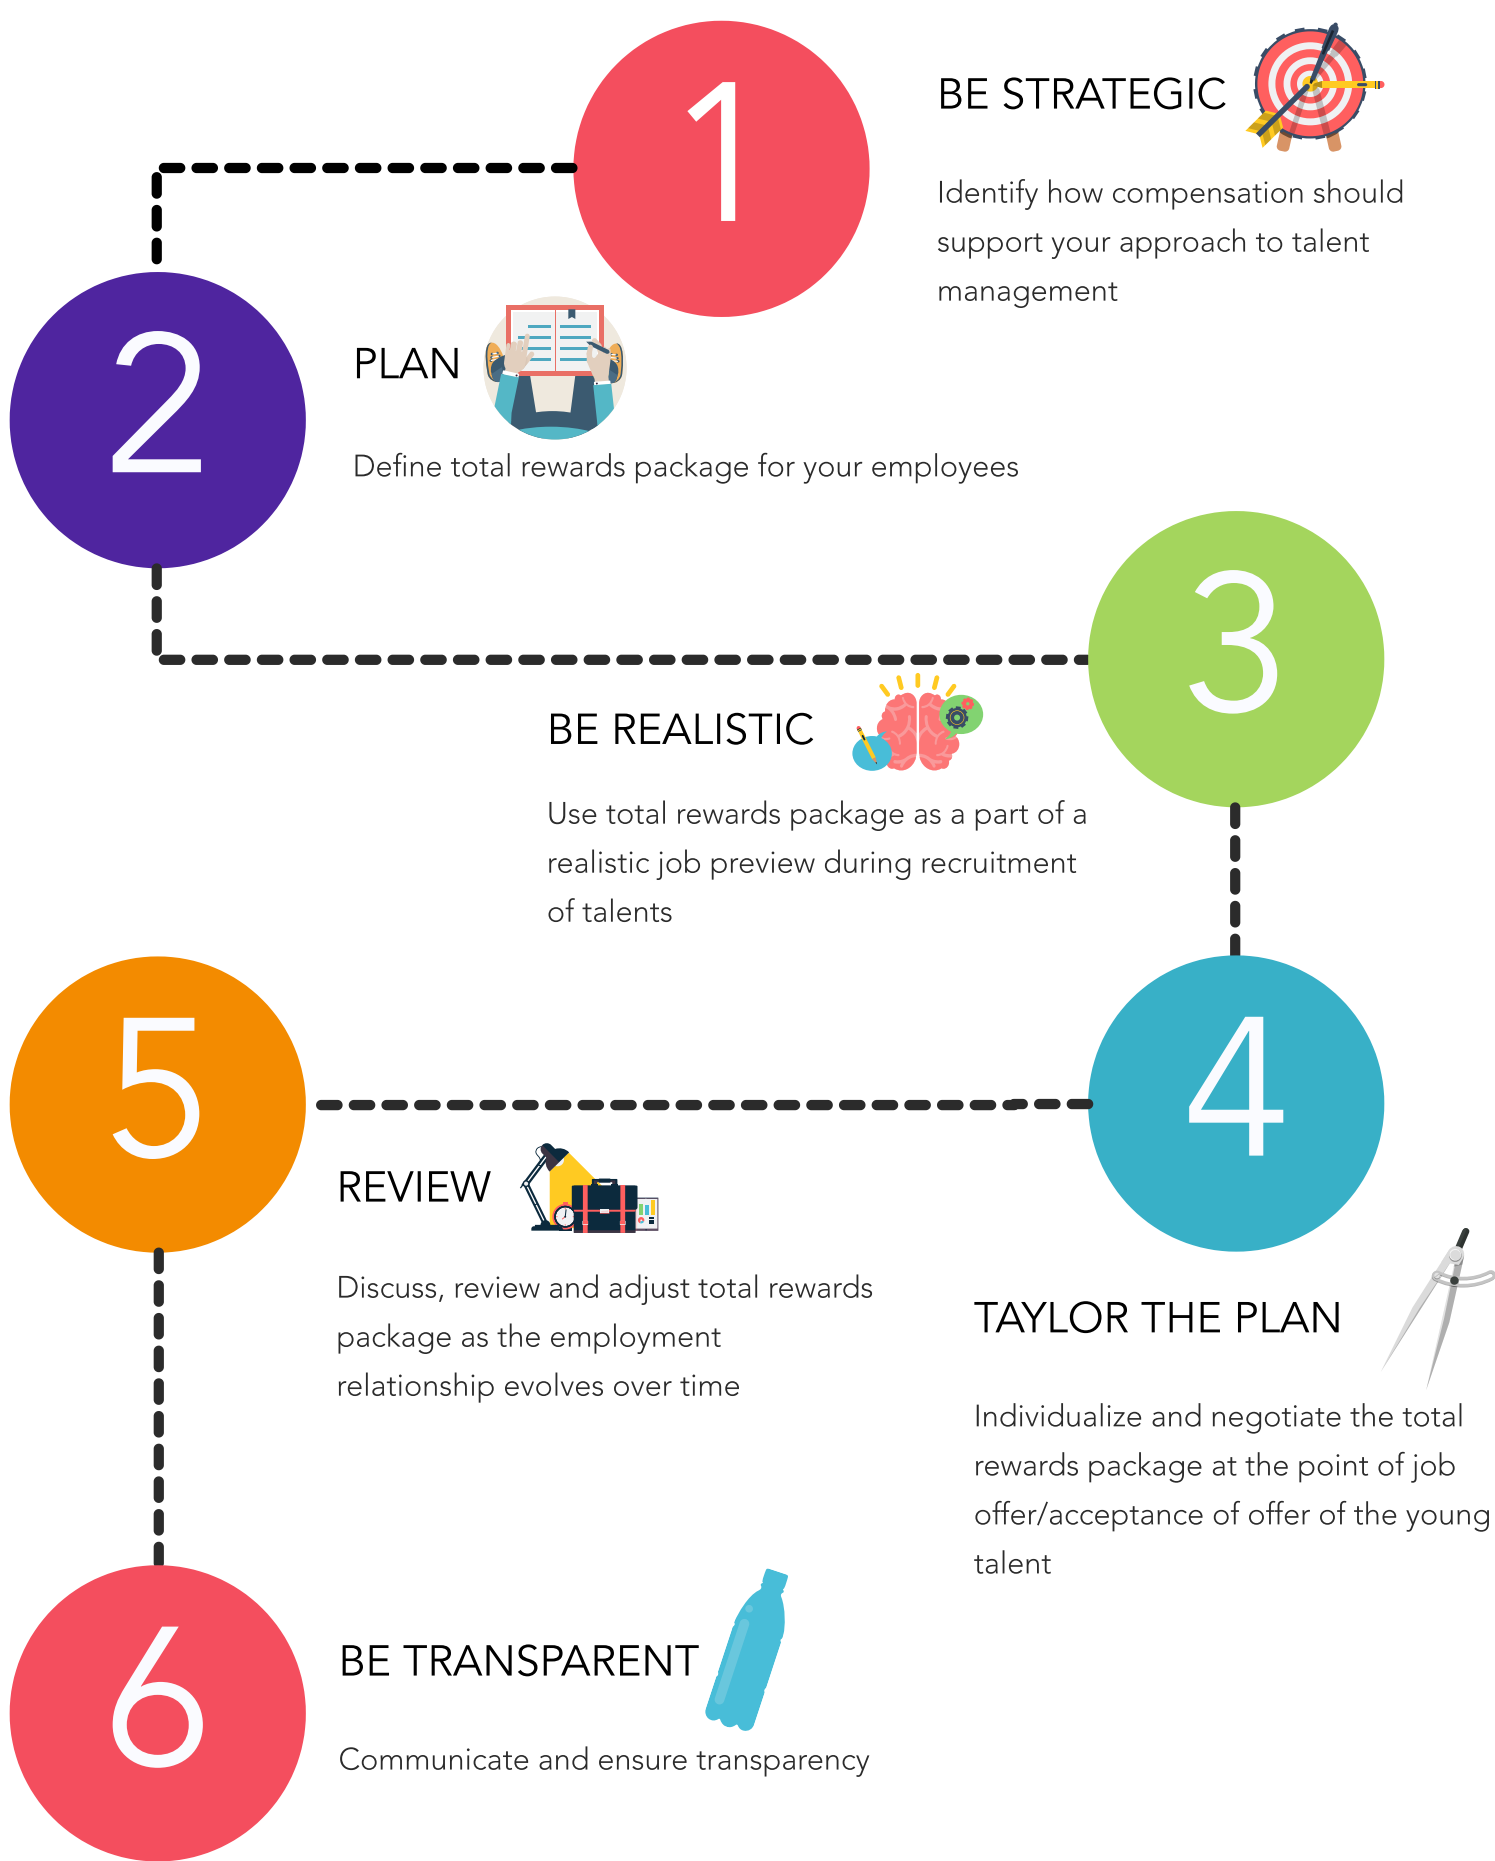 1
BE STRATEGIC
Identify how compensation should
support your approach to talent
management
2
PLAN
Define total rewards package for your employees
3
BE REALISTIC
Use total rewards package as a part of a
realistic job preview during recruitment
of talents
4
TAYLOR THE PLAN
Individualize and negotiate the total
rewards package at the point of job
offer/acceptance of offer of the young
talent
5
REVIEW
Discuss, review and adjust total rewards
package as the employment
relationship evolves over time
6
BE TRANSPARENT
Communicate and ensure transparency